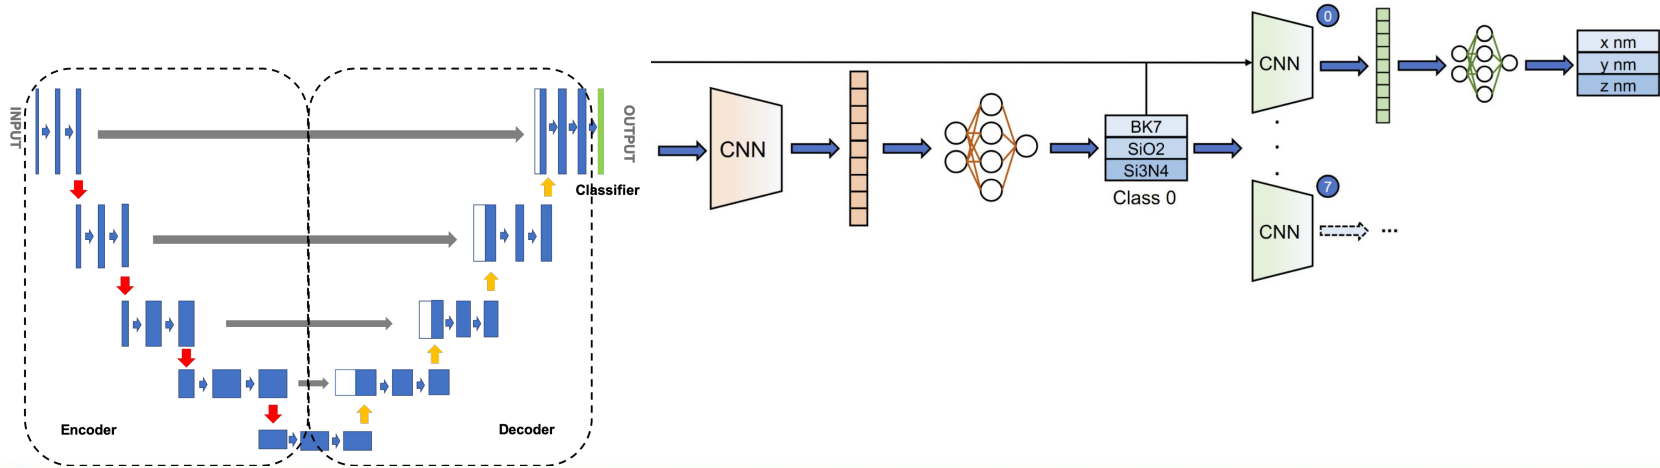 INPUT
OUTPUT
Classifier
Encoder
Decoder
CNN
BK7
SiO2
Si3N4
Class 0
0
CNN
x nm
y nm
z nm
7
CNN
...